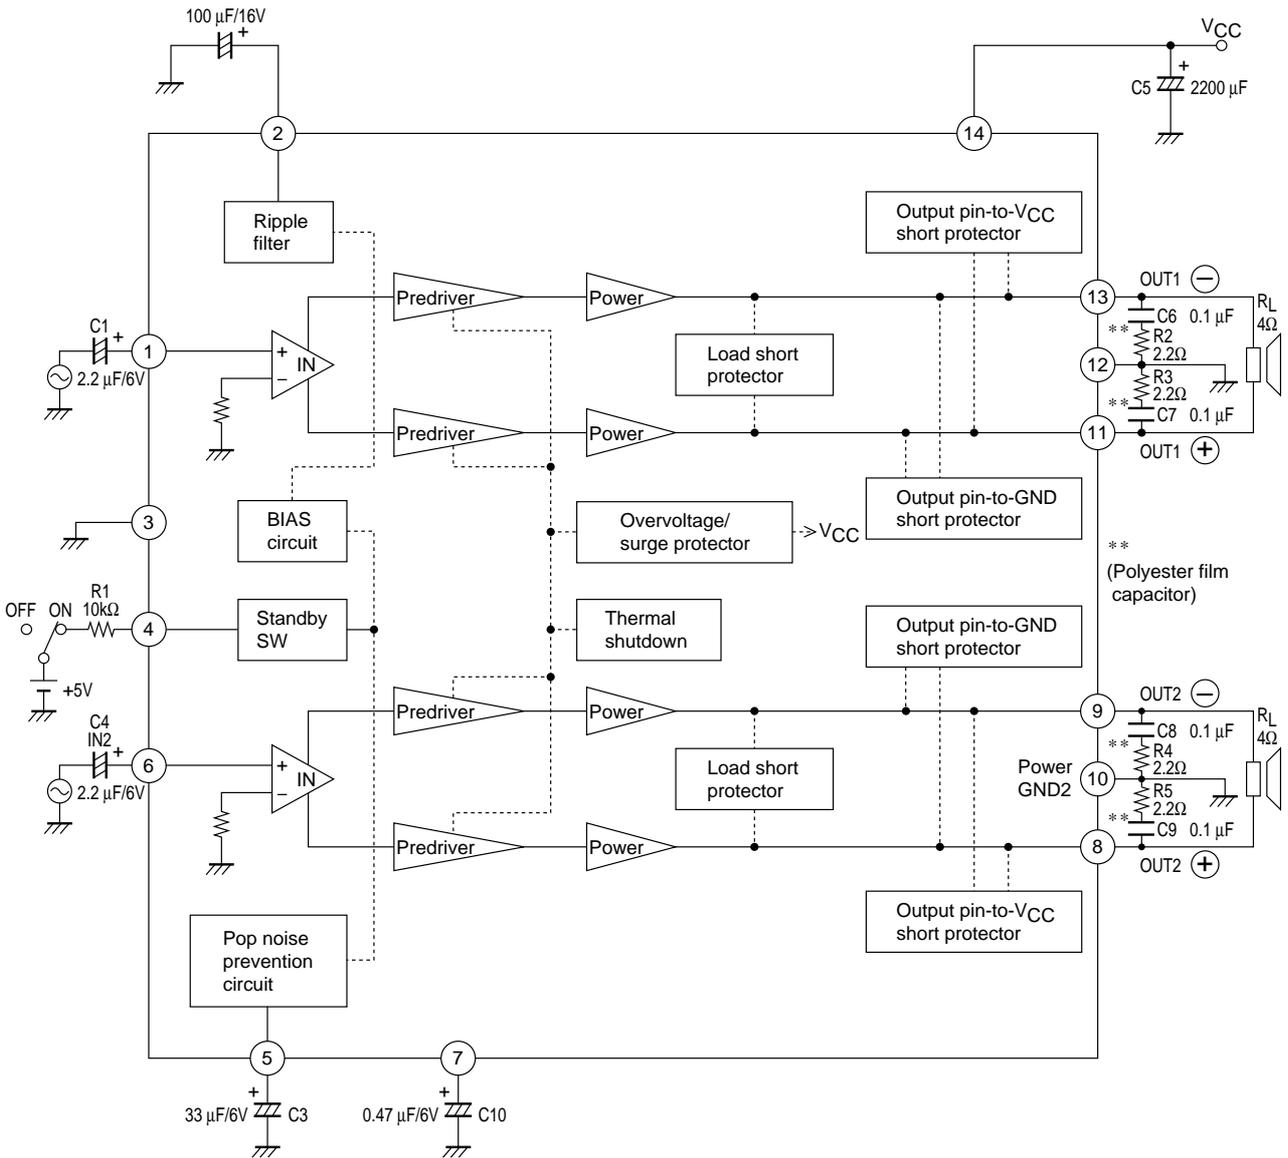 100 μF/16V
+
VCC
+
C5
2200 μF
2
14
Ripple
filter
Output pin-to-VCC
short protector
OUT1 −
13
RL
4Ω
C6 0.1 μF
**
R2
2.2Ω
Predriver
Power
C1
+
1
2.2 μF/6V
+
IN
−
Load short
protector
12
R3
2.2Ω
**
C7 0.1 μF
Predriver
Power
11
OUT1 +
3
BIAS
circuit
Overvoltage/
surge protector
VCC
Output pin-to-GND
short protector
**
(Polyester film
capacitor)
OFF
ON
R1
10kΩ
4
+5V
Standby
SW
Thermal
shutdown
Output pin-to-GND
short protector
OUT2 −
9
RL
4Ω
C8 0.1 μF
**
R4
2.2Ω
Predriver
Power
C4
IN2
+
6
2.2 μF/6V
+
IN
−
Load short
protector
Power
GND2
10
R5
2.2Ω
**
C9 0.1 μF
Predriver
Power
8
OUT2 +
Output pin-to-VCC
short protector
Pop noise
prevention
circuit
5
7
+
33 μF/6V
C3
+
0.47 μF/6V
C10